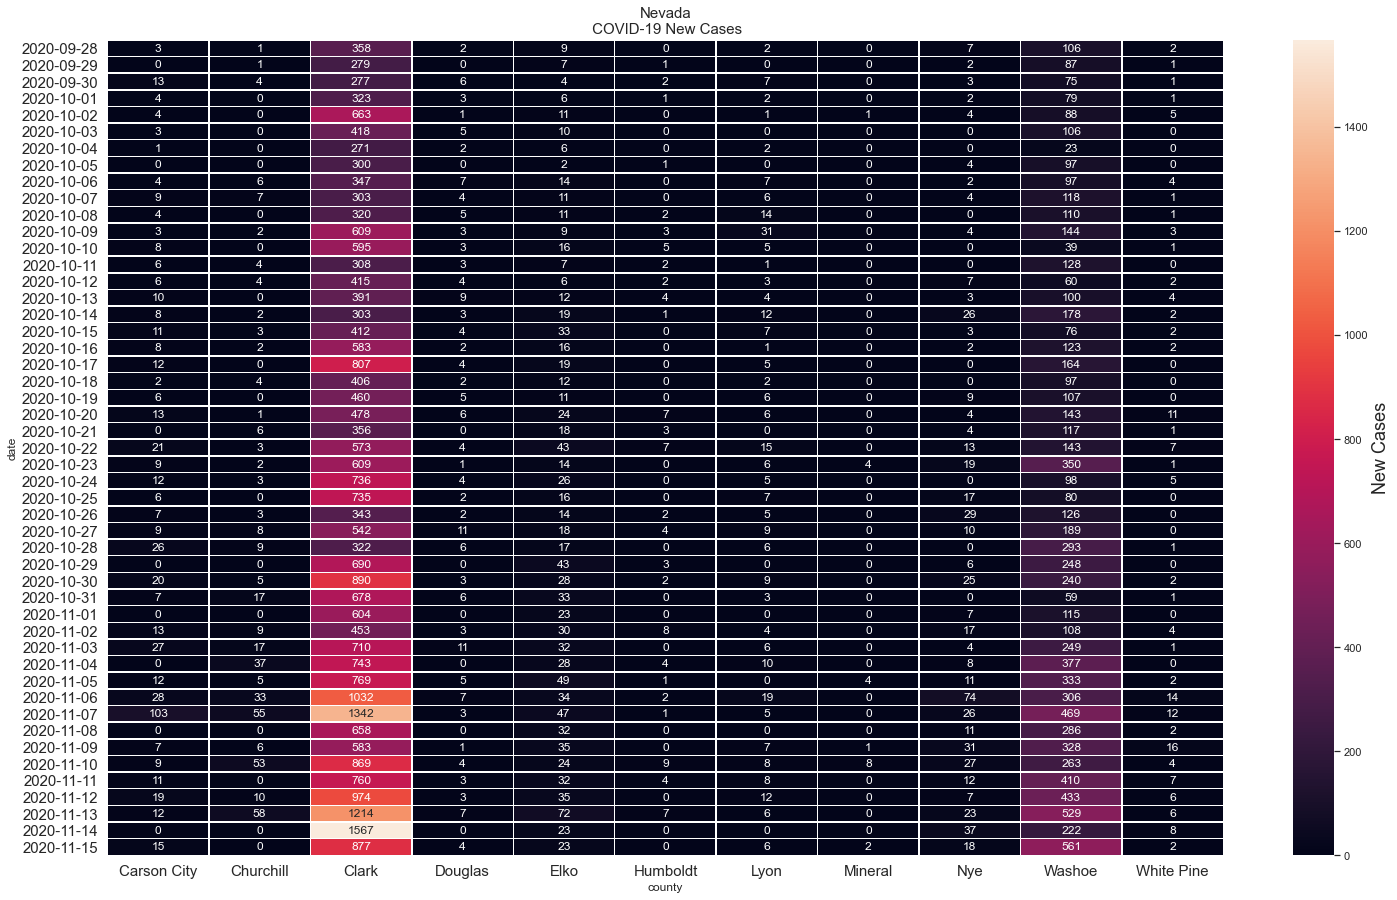 Nevada
COVID-19 New Cases
2020-09-28 3 1 358 2 9 0 2 0 7 106 2
2020-09-29 0 1 279 0 7 1 0 0 2 87 1
2020-09-30 13 4 277 6 4 2 7 0 3 75 1
2020-10-01 4 0 323 3 6 1 2 0 2 79 1
2020-10-02 4 0 663 1 11 0 1 1 4 88 5
2020-10-03 3 0 418 5 10 0 0 0 0 106 0
2020-10-04 1 0 271 2 6 0 2 0 0 23 0
2020-10-05 0 0 300 0 2 1 0 0 4 97 0
2020-10-06 4 6 347 7 14 0 7 0 2 97 4
2020-10-07 9 7 303 4 11 0 6 0 4 118 1
2020-10-08 4 0 320 5 11 2 14 0 0 110 1
2020-10-09 3 2 609 3 9 3 31 0 4 144 3
2020-10-10 8 0 595 3 16 5 5 0 0 39 1
2020-10-11 6 4 308 3 7 2 1 0 0 128 0
2020-10-12 6 4 415 4 6 2 3 0 7 60 2
2020-10-13 10 0 391 9 12 4 4 0 3 100 4
2020-10-14 8 2 303 3 19 1 12 0 26 178 2
2020-10-15 11 3 412 4 33 0 7 0 3 76 2
2020-10-16 8 2 583 2 16 0 1 0 2 123 2
2020-10-17 12 0 807 4 19 0 5 0 0 164 0
2020-10-18 2 4 406 2 12 0 2 0 0 97 0
2020-10-19 6 0 460 5 11 0 6 0 9 107 0
2020-10-20 13 1 478 6 24 7 6 0 4 143 11
2020-10-21 0 6 356 0 18 3 0 0 4 117 1
2020-10-22 21 3 573 4 43 7 15 0 13 143 7
2020-10-23 9 2 609 1 14 0 6 4 19 350 1
2020-10-24 12 3 736 4 26 0 5 0 0 98 5
2020-10-25 6 0 735 2 16 0 7 0 17 80 0
2020-10-26 7 3 343 2 14 2 5 0 29 126 0
2020-10-27 9 8 542 11 18 4 9 0 10 189 0
2020-10-28 26 9 322 6 17 0 6 0 0 293 1
2020-10-29 0 0 690 0 43 3 0 0 6 248 0
2020-10-30 20 5 890 3 28 2 9 0 25 240 2
2020-10-31 7 17 678 6 33 0 3 0 0 59 1
2020-11-01 0 0 604 0 23 0 0 0 7 115 0
2020-11-02 13 9 453 3 30 8 4 0 17 108 4
2020-11-03 27 17 710 11 32 0 6 0 4 249 1
2020-11-04 0 37 743 0 28 4 10 0 8 377 0
2020-11-05 12 5 769 5 49 1 0 4 11 333 2
2020-11-06 28 33 1032 7 34 2 19 0 74 306 14
2020-11-07 103 55 1342 3 47 1 5 0 26 469 12
2020-11-08 0 0 658 0 32 0 0 0 11 286 2
2020-11-09 7 6 583 1 35 0 7 1 31 328 16
2020-11-10 9 53 869 4 24 9 8 8 27 263 4
2020-11-11 11 0 760 3 32 4 8 0 12 410 7
2020-11-12 19 10 974 3 35 0 12 0 7 433 6
2020-11-13 12 58 1214 7 72 7 6 0 23 529 6
2020-11-14 0 0 1567 0 23 0 0 0 37 222 8
2020-11-15 15 0 877 4 23 0 6 2 18 561 2
Carson City Churchill Clark Douglas Elko Humboldt Lyon Mineral Nye Washoe White Pine
county
date
1400
1200
1000
800
600
400
200
0
New Cases